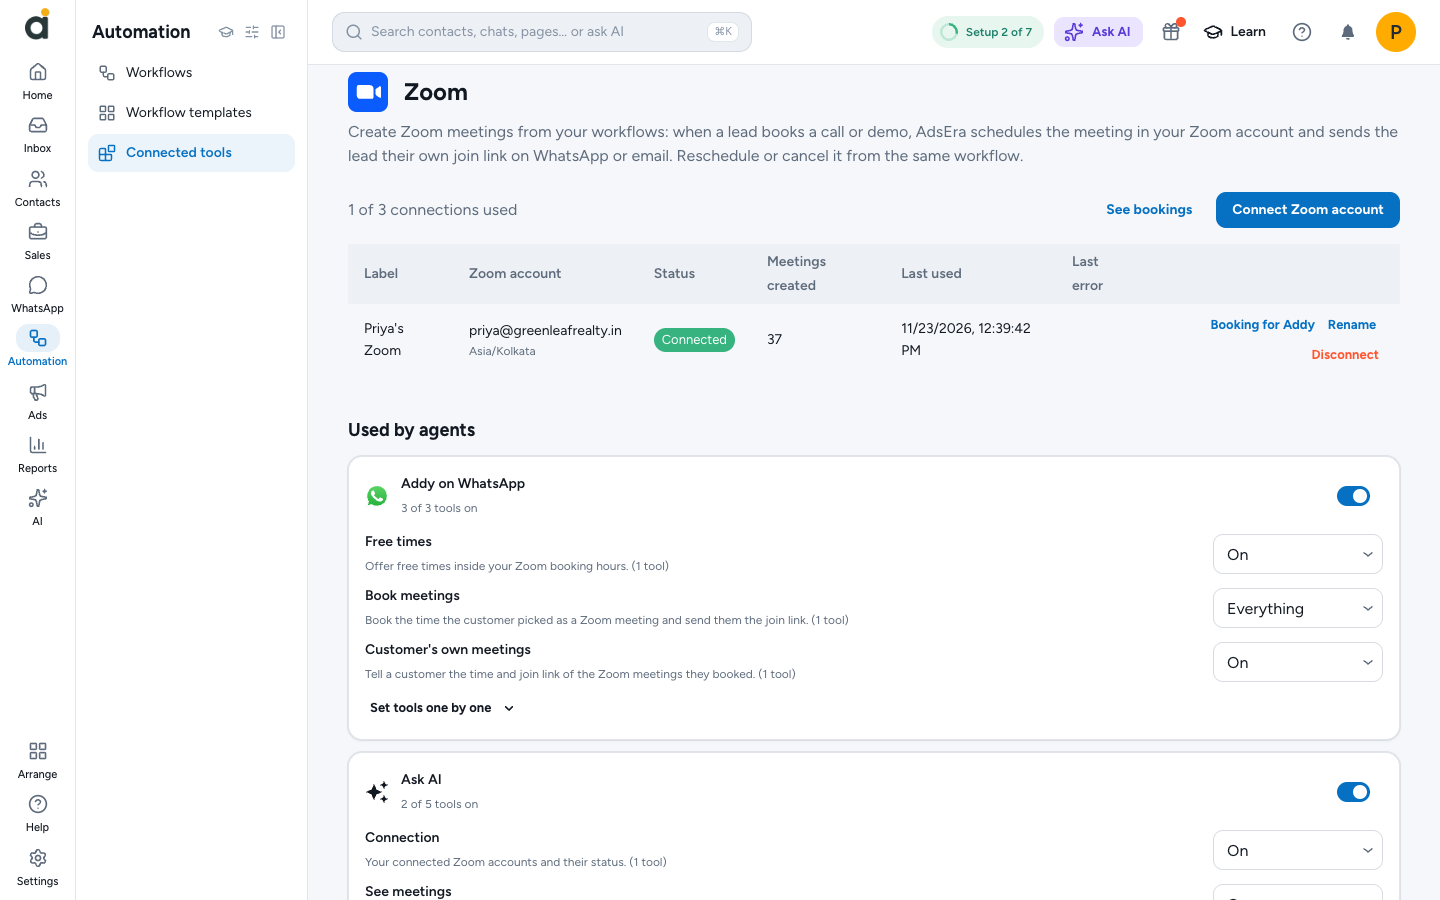 Automation
Search contacts, chats, pages... or ask AI
⌘K
Setup 2 of 7
Ask AI
Learn
P
Home
Inbox
Contacts
Sales
WhatsApp
Automation
Ads
Reports
AI
Arrange
Help
Settings
Workflows
Workflow templates
Connected tools
Zoom
Create Zoom meetings from your workflows: when a lead books a call or demo, AdsEra schedules the meeting in your Zoom account and sends the
lead their own join link on WhatsApp or email. Reschedule or cancel it from the same workflow.
1 of 3 connections used
See bookings
Connect Zoom account
Label
Zoom account
Status
Meetings
created
Last used
Last
error
Priya's
Zoom
priya@greenleafrealty.in
Asia/Kolkata
Connected
37
11/23/2026, 12:39:42
PM
Booking for Addy
Rename
Disconnect
Used by agents
Addy on WhatsApp
3 of 3 tools on
Free times
Offer free times inside your Zoom booking hours. (1 tool)
On
Book meetings
Book the time the customer picked as a Zoom meeting and send them the join link. (1 tool)
Everything
Customer's own meetings
Tell a customer the time and join link of the Zoom meetings they booked. (1 tool)
On
Set tools one by one
Ask AI
2 of 5 tools on
Connection
Your connected Zoom accounts and their status. (1 tool)
On
See meetings